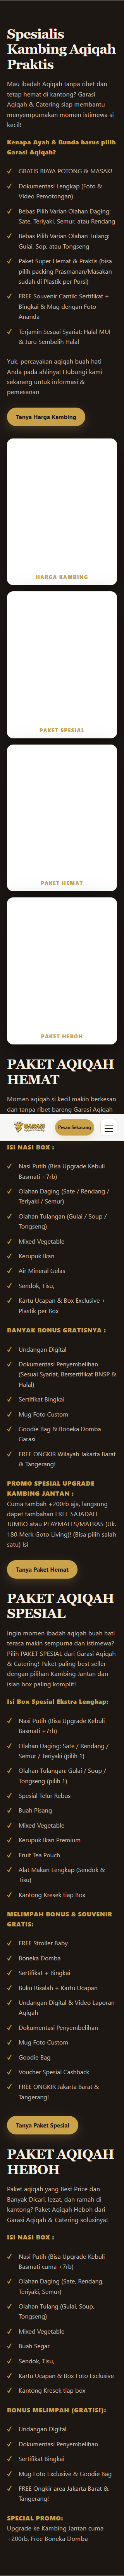 Spesialis
Kambing Aqiqah
Praktis
Mau ibadah Aqiqah tanpa ribet dan
tetap hemat di kantong? Garasi
Aqiqah & Catering siap membantu
menyempurnakan momen istimewa si
kecil!
Kenapa Ayah & Bunda harus pilih
Garasi Aqiqah?
✓ GRATIS BIAYA POTONG & MASAK!
✓ Dokumentasi Lengkap (Foto &
Video Pemotongan)
✓ Bebas Pilih Varian Olahan Daging:
Sate, Teriyaki, Semur, atau Rendang
✓ Bebas Pilih Varian Olahan Tulang:
Gulai, Sop, atau Tongseng
✓ Paket Super Hemat & Praktis (bisa
pilih packing Prasmanan/Masakan
sudah di Plastik per Porsi)
✓ FREE Souvenir Cantik: Sertifikat +
Bingkai & Mug dengan Foto
Ananda
✓ Terjamin Sesuai Syariat: Halal MUI
& Juru Sembelih Halal
Yuk, percayakan aqiqah buah hati
Anda pada ahlinya! Hubungi kami
sekarang untuk informasi &
pemesanan
Tanya Harga Kambing
HARGA KAMBING
PAKET SPESIAL
PAKET HEMAT
PAKET HEBOH
PAKET AQIQAH
HEMAT
Momen aqiqah si kecil makin berkesan
dan tanpa ribet bareng Garasi Aqiqah
GARASI
Pesan Sekarang
ISI NASI BOX :
✓ Nasi Putih (Bisa Upgrade Kebuli
Basmati +7rb)
✓ Olahan Daging (Sate / Rendang /
Teriyaki / Semur)
✓ Olahan Tulangan (Gulai / Soup /
Tongseng)
✓ Mixed Vegetable
✓ Kerupuk Ikan
✓ Air Mineral Gelas
✓ Sendok, Tisu,
✓ Kartu Ucapan & Box Exclusive +
Plastik per Box
BANYAK BONUS GRATISNYA :
✓ Undangan Digital
✓ Dokumentasi Penyembelihan
(Sesuai Syariat, Bersertifikat BNSP &
Halal)
✓ Sertifikat Bingkai
✓ Mug Foto Custom
✓ Goodie Bag & Boneka Domba
Garasi
✓ FREE ONGKIR Wilayah Jakarta Barat
& Tangerang!
PROMO SPESIAL UPGRADE
KAMBING JANTAN :
Cuma tambah +200rb aja, langsung
dapet tambahan FREE SAJADAH
JUMBO atau PLAYMATES/MATRAS (Uk.
180 Merk Goto Living)! (Bisa pilih salah
satu) Isi
Tanya Paket Hemat
PAKET AQIQAH
SPESIAL
Ingin momen ibadah aqiqah buah hati
terasa makin sempurna dan istimewa?
Pilih PAKET SPESIAL dari Garasi Aqiqah
& Catering! Paket paling best seller
dengan pilihan Kambing Jantan dan
isian box paling komplit!
Isi Box Spesial Ekstra Lengkap:
✓ Nasi Putih (Bisa Upgrade Kebuli
Basmati +7rb)
✓ Olahan Daging: Sate / Rendang /
Semur / Teriyaki (pilih 1)
✓ Olahan Tulangan: Gulai / Soup /
Tongseng (pilih 1)
✓ Spesial Telur Rebus
✓ Buah Pisang
✓ Mixed Vegetable
✓ Kerupuk Ikan Premium
✓ Fruit Tea Pouch
✓ Alat Makan Lengkap (Sendok &
Tisu)
✓ Kantong Kresek tiap Box
MELIMPAH BONUS & SOUVENIR
GRATIS:
✓ FREE Stroller Baby
✓ Boneka Domba
✓ Sertifikat + Bingkai
✓ Buku Risalah + Kartu Ucapan
✓ Undangan Digital & Video Laporan
Aqiqah
✓ Dokumentasi Penyembelihan
✓ Mug Foto Custom
✓ Goodie Bag
✓ Voucher Spesial Cashback
✓ FREE ONGKIR Jakarta Barat &
Tangerang!
Tanya Paket Spesial
PAKET AQIQAH
HEBOH
Paket aqiqah yang Best Price dan
Banyak Dicari, lezat, dan ramah di
kantong? Paket Aqiqah Heboh dari
Garasi Aqiqah & Catering solusinya!
ISI NASI BOX :
✓ Nasi Putih (Bisa Upgrade Kebuli
Basmati cuma +7rb)
✓ Olahan Daging (Sate, Rendang,
Teriyaki, Semur)
✓ Olahan Tulang (Gulai, Soup,
Tongseng)
✓ Mixed Vegetable
✓ Buah Segar
✓ Sendok, Tisu,
✓ Kartu Ucapan & Box Foto Exclusive
✓ Kantong Kresek tiap box
BONUS MELIMPAH (GRATIS!):
✓ Undangan Digital
✓ Dokumentasi Penyembelihan
✓ Sertifikat Bingkai
✓ Mug Foto Exclusive & Goodie Bag
✓ FREE Ongkir area Jakarta Barat &
Tangerang!
SPECIAL PROMO:
Upgrade ke Kambing Jantan cuma
+200rb, Free Boneka Domba